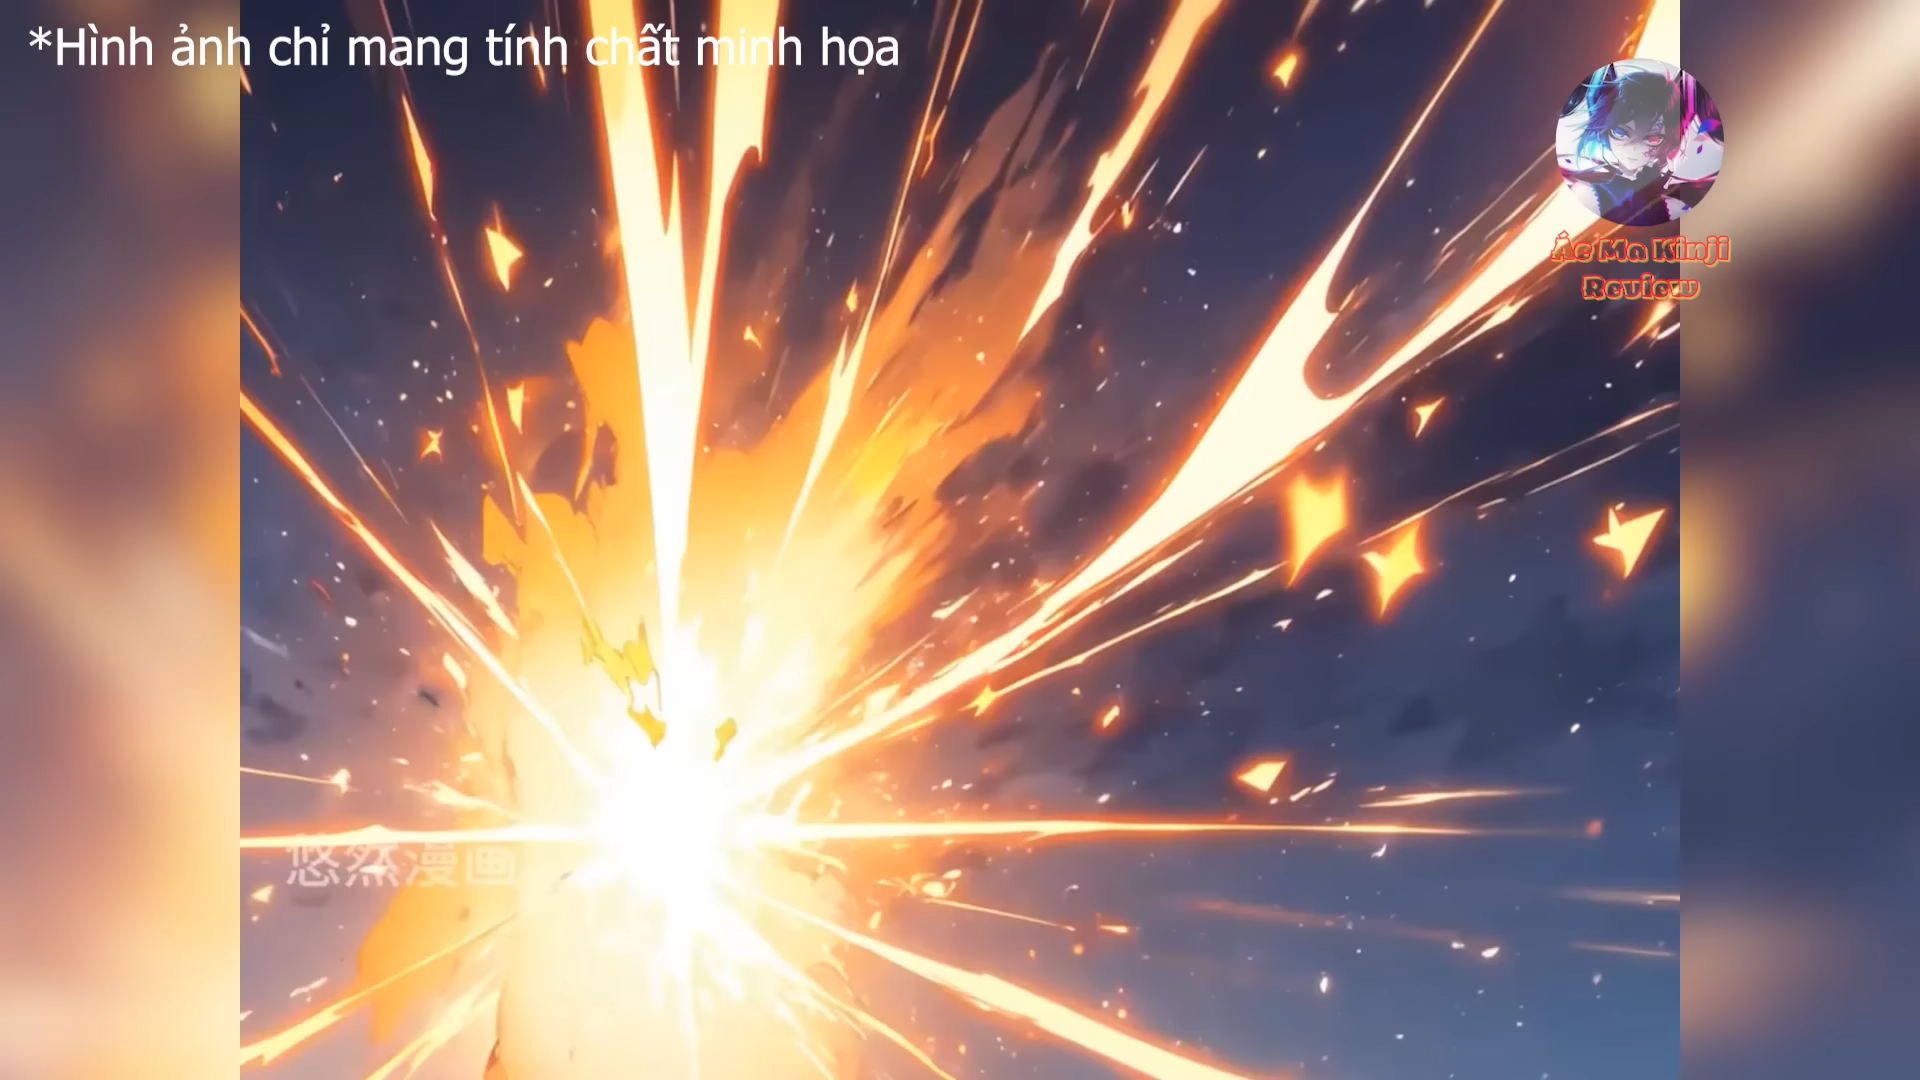 *Hình ảnh chỉ mang tính chất minh họa
Ác Ma Kinji
Review
悠然漫画